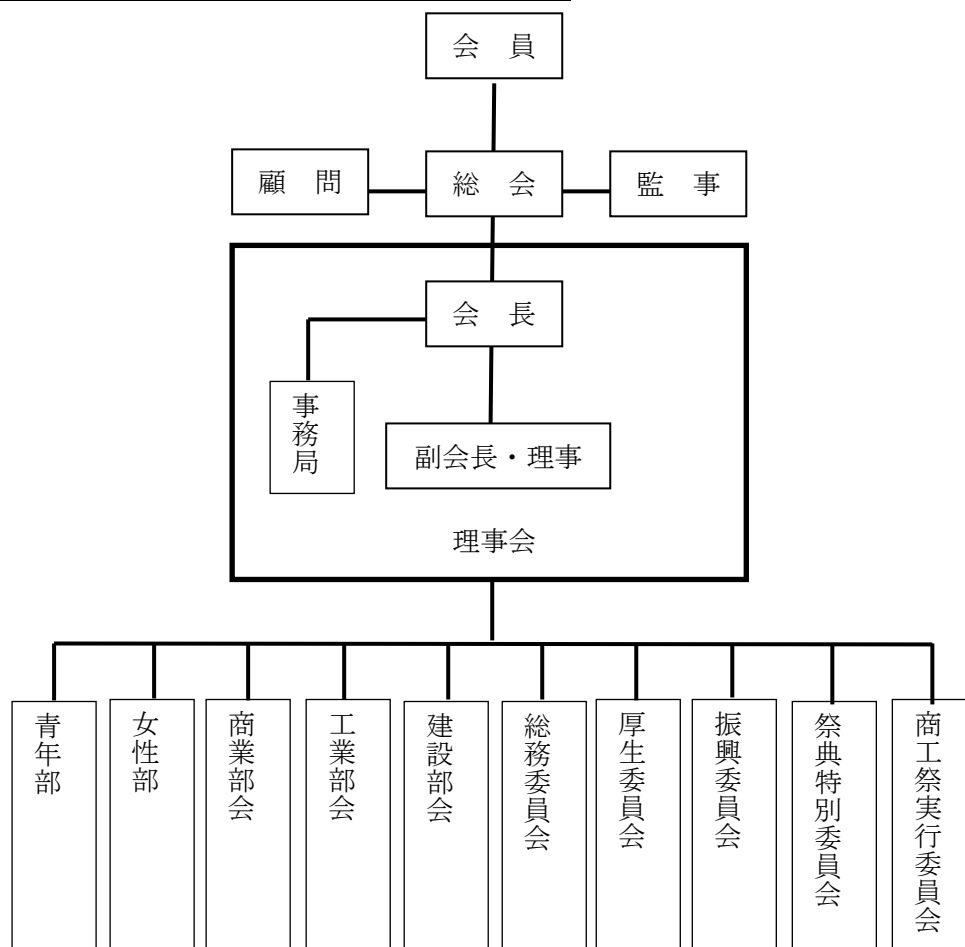 会　員
顧　問
総　会
監　事
会　長
事務局
副会長・理事
理事会
青年部
女性部
商業部会
工業部会
建設部会
総務委員会
厚生委員会
振興委員会
祭典特別委員会
商工祭実行委員会